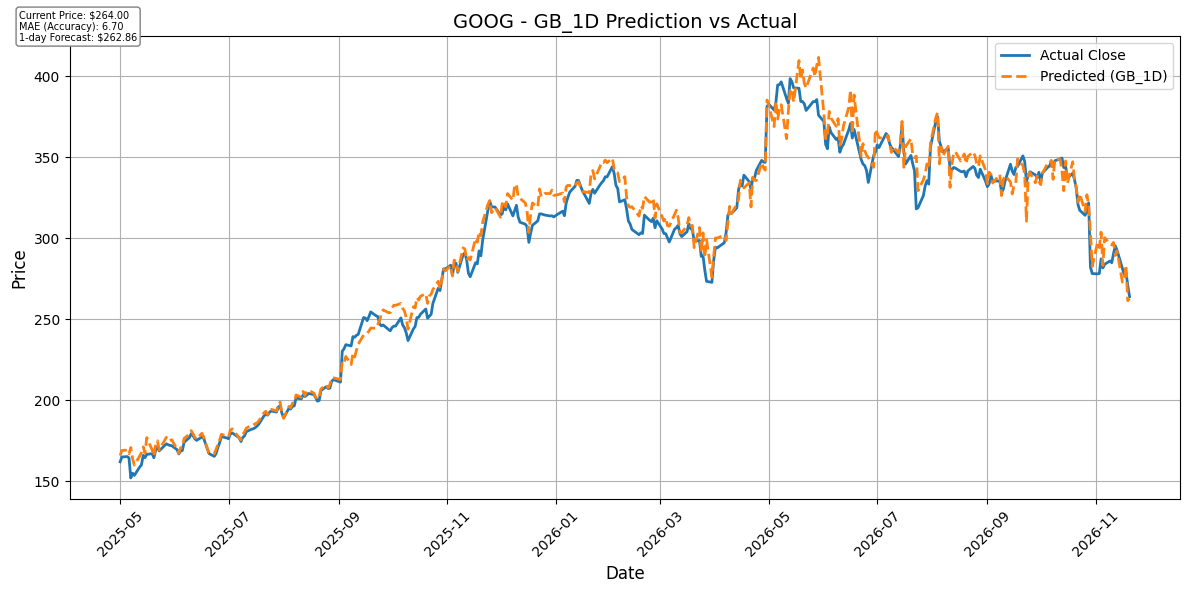 GOOG - GB_1D Prediction vs Actual
Current Price: $264.00
MAE (Accuracy): 6.70
1-day Forecast: $262.86
Actual Close
Predicted (GB_1D)
Price
400
350
300
250
200
150
2025-05
2025-07
2025-09
2025-11
2026-01
2026-03
2026-05
2026-07
2026-09
2026-11
Date